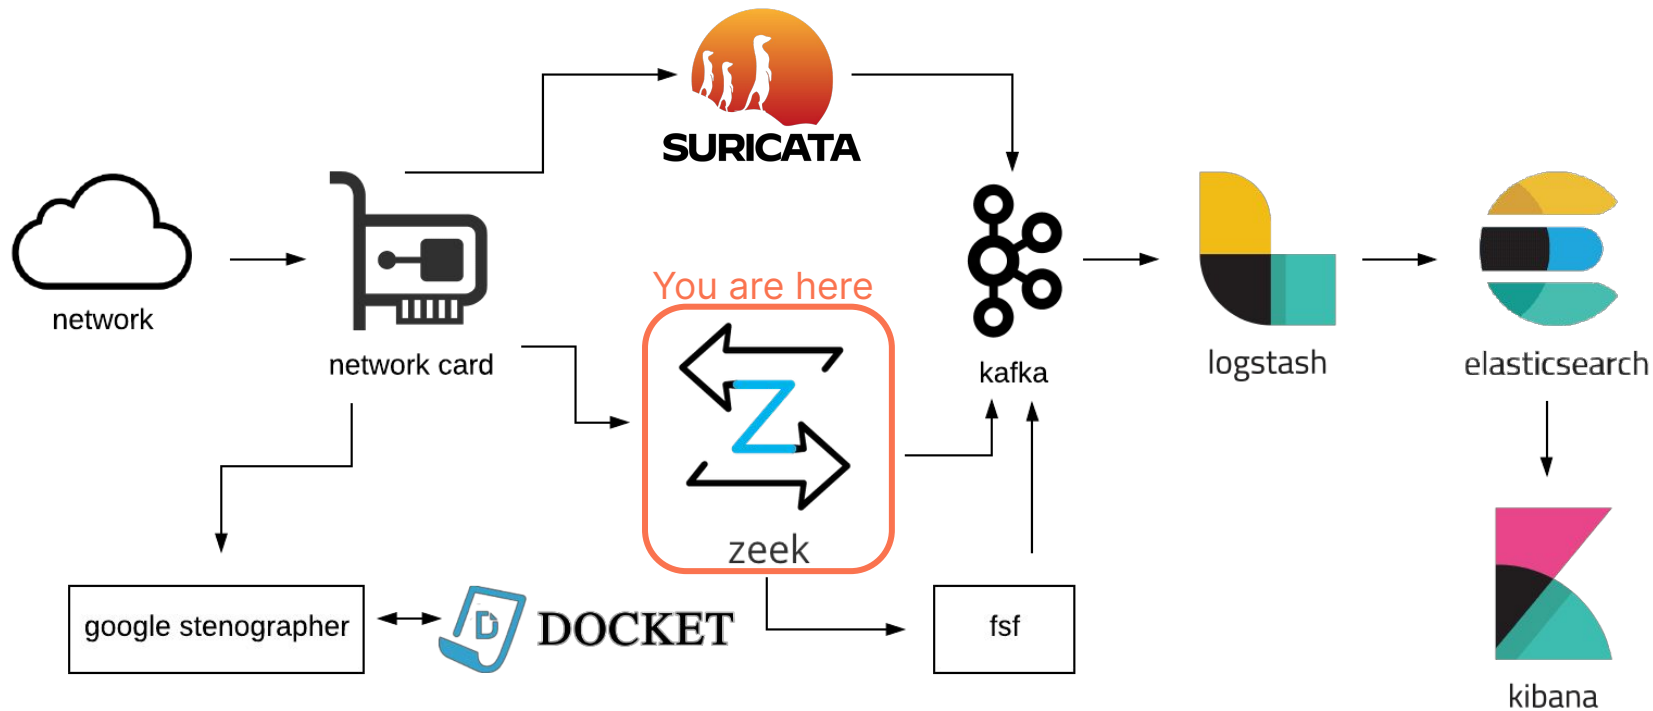 SURICATA
You are here
network
network card
kafka
logstash
elasticsearch
zeek
google stenographer
D
DOCKET
fsf
kibana